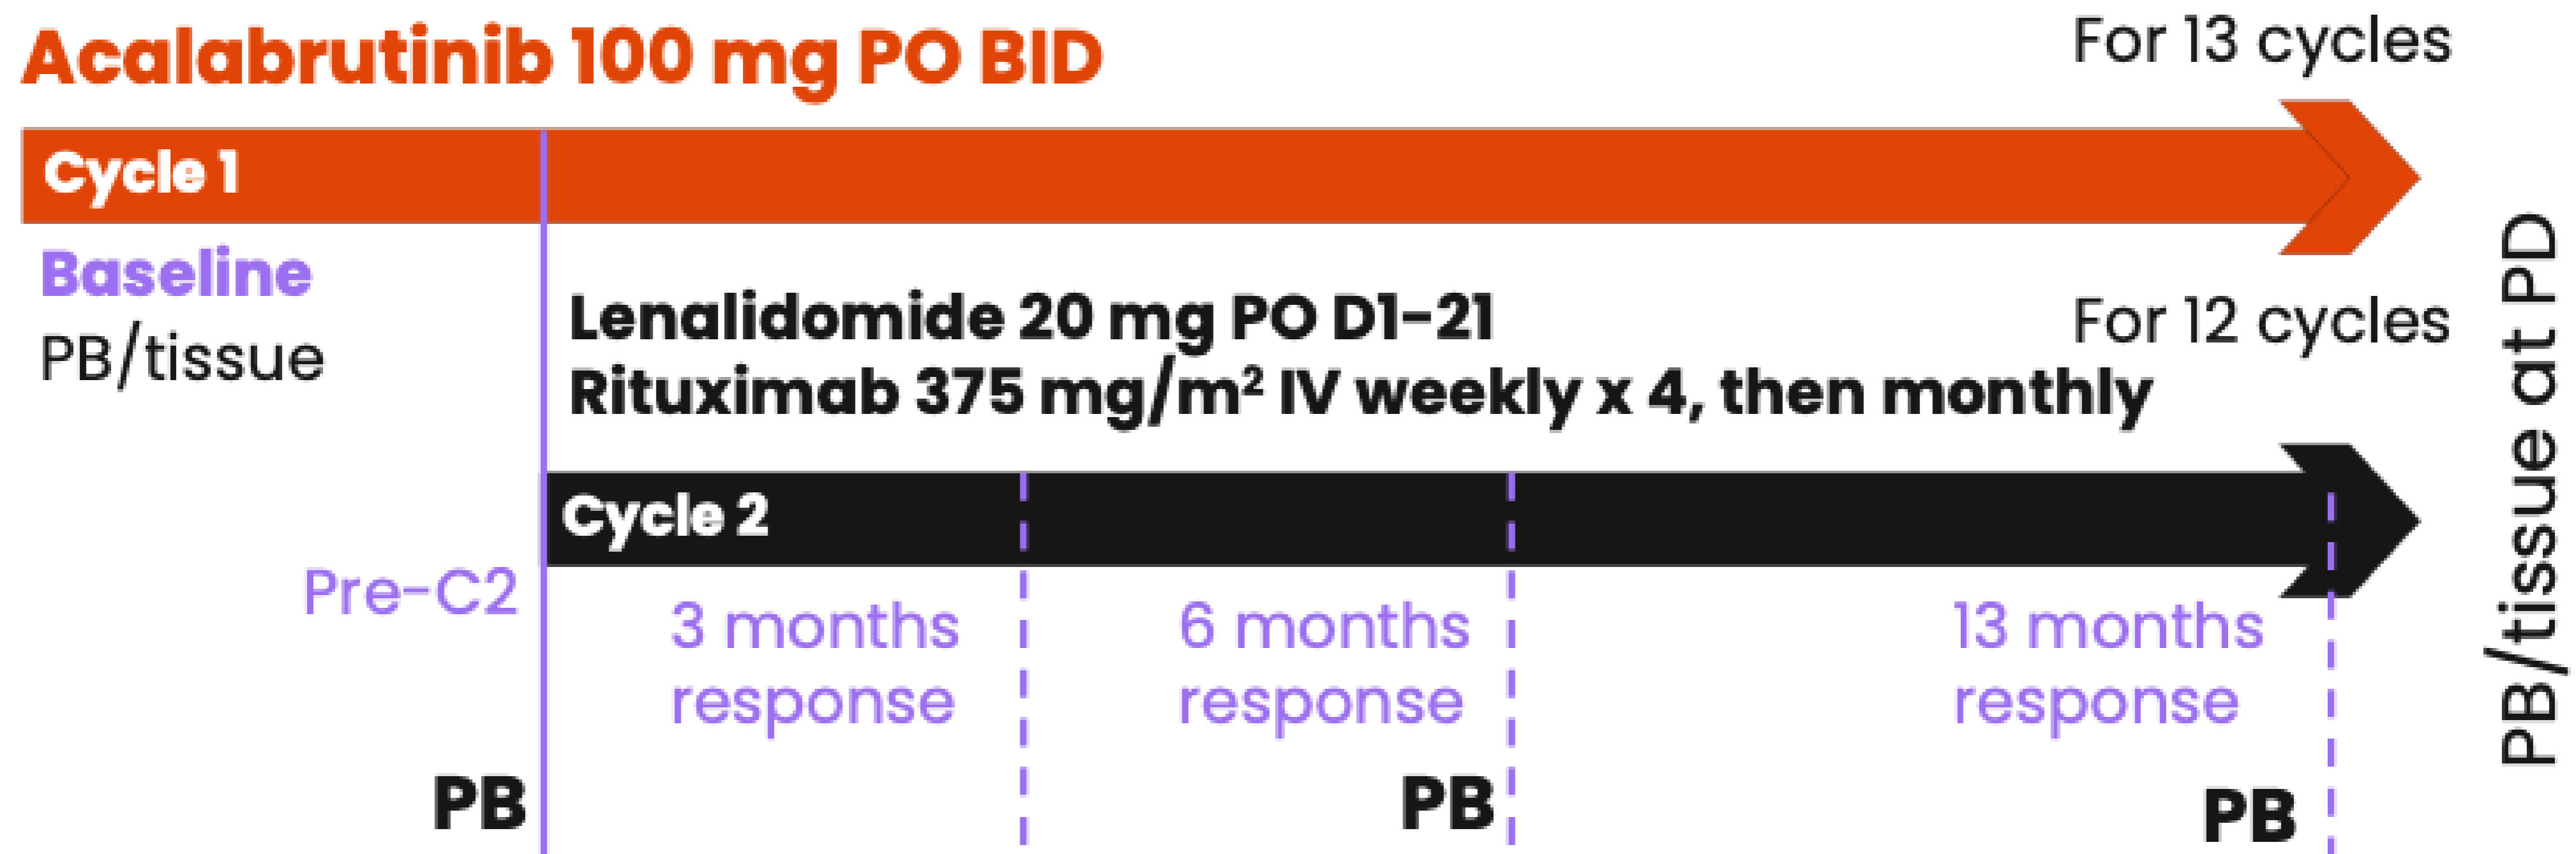 Acalabrutinib 100 mg PO BID
For 13 cycles
Cycle 1
Baseline
PB/tissue
Lenalidomide 20 mg PO D1-21
For 12 cycles
Rituximab 375 mg/m² IV weekly x 4, then monthly
Cycle 2
Pre-C2
3 months
response
6 months
response
13 months
response
PB
PB
PB
PB/tissue at PD